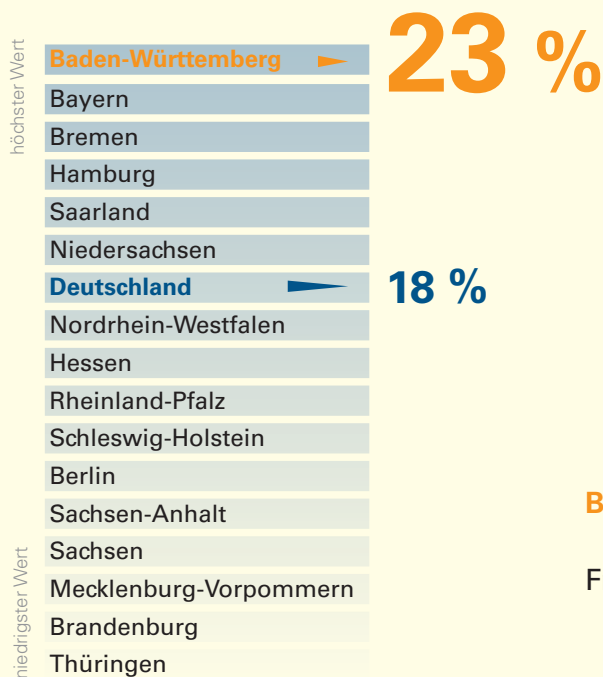 höchster Wert
Baden-Württemberg
23 %
Bayern
Bremen
Hamburg
Saarland
Niedersachsen
Deutschland
18 %
Nordrhein-Westfalen
Hessen
Rheinland-Pfalz
Schleswig-Holstein
Berlin
Sachsen-Anhalt
B
Sachsen
F
Mecklenburg-Vorpommern
Brandenburg
Thüringen
niedrigster Wert